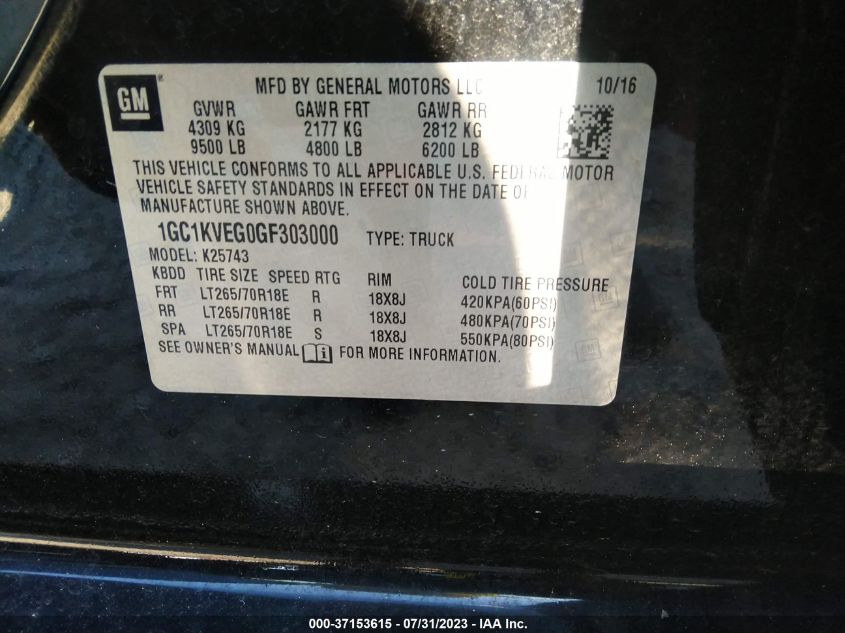 GM
MFD BY GENERAL MOTORS LLC 10/16
GVWR GAWR FRT GAWR RR
4309 KG 2177 KG 2812 KG
9500 LB 4800 LB 6200 LB
THIS VEHICLE CONFORMS TO ALL APPLICABLE U.S. FEDERAL MOTOR
VEHICLE SAFETY STANDARDS IN EFFECT ON THE DATE OF
MANUFACTURE SHOWN ABOVE.
1GC1KVEG0GF303000 TYPE: TRUCK
MODEL: K25743
KBDD TIRE SIZE SPEED RTG RIM COLD TIRE PRESSURE
FRT LT265/70R18E R 18X8J 420KPA(60PSI)
RR LT265/70R18E R 18X8J 480KPA(70PSI)
SPA LT265/70R18E S 18X8J 550KPA(80PSI)
SEE OWNER'S MANUAL FOR MORE INFORMATION.
000-37153615 - 07/31/2023 - IAA Inc.